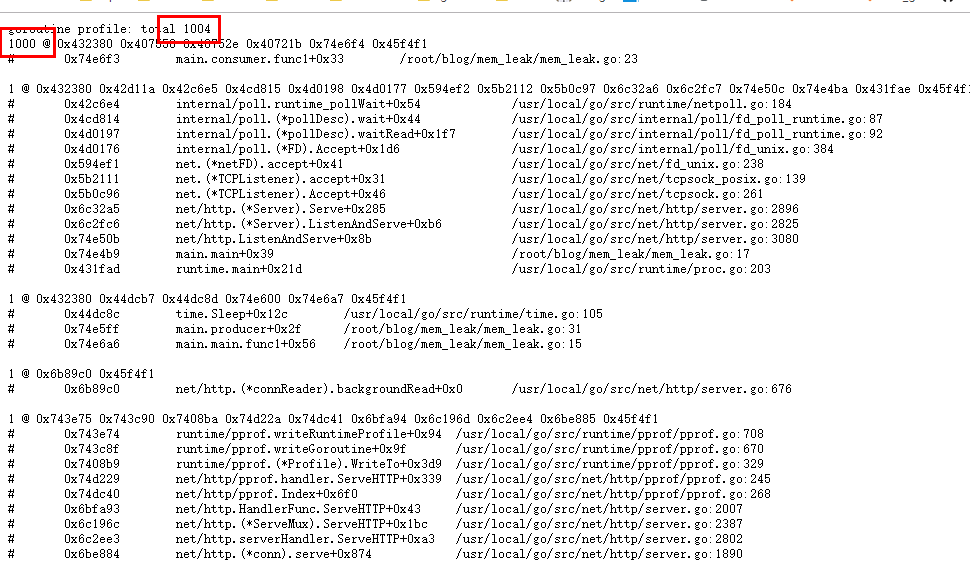 goroutine profile: total 1004
1000 @ 0x432380 0x407556 0x40752e 0x40721b 0x74e6f4 0x45f4f1
# 0x74e6f3 main.consumer.func1+0x33 /root/blog/mem_leak/mem_leak.go:23
1 @ 0x432380 0x42d11a 0x42c6e5 0x4cd815 0x4d0198 0x4d0177 0x594ef2 0x5b2112 0x5b0c97 0x6c32a6 0x6c2fc7 0x74e50c 0x74e4ba 0x431fae 0x45f4f1
# 0x42c6e4 internal/poll.runtime_pollWait+0x54 /usr/local/go/src/runtime/netpoll.go:184
# 0x4cd814 internal/poll.(*pollDesc).wait+0x44 /usr/local/go/src/internal/poll/fd_poll_runtime.go:87
# 0x4d0197 internal/poll.(*pollDesc).waitRead+0x1f7 /usr/local/go/src/internal/poll/fd_poll_runtime.go:92
# 0x4d0176 internal/poll.(*FD).Accept+0x1d6 /usr/local/go/src/internal/poll/fd_unix.go:384
# 0x594ef1 net.(*netFD).accept+0x41 /usr/local/go/src/net/fd_unix.go:238
# 0x5b2111 net.(*TCPListener).accept+0x31 /usr/local/go/src/net/tcpsock_posix.go:139
# 0x5b0c96 net.(*TCPListener).Accept+0x46 /usr/local/go/src/net/tcpsock.go:261
# 0x6c32a5 net/http.(*Server).Serve+0x285 /usr/local/go/src/net/http/server.go:2896
# 0x6c2fc6 net/http.(*Server).ListenAndServe+0xb6 /usr/local/go/src/net/http/server.go:2825
# 0x74e50b net/http.ListenAndServe+0x8b /usr/local/go/src/net/http/server.go:3080
# 0x74e4b9 main.main+0x39 /root/blog/mem_leak/mem_leak.go:17
# 0x431fad runtime.main+0x21d /usr/local/go/src/runtime/proc.go:203
1 @ 0x432380 0x44dcb7 0x44dc8d 0x74e600 0x74e6a7 0x45f4f1
# 0x44dc8c time.Sleep+0x12c /usr/local/go/src/runtime/time.go:105
# 0x74e5ff main.producer+0x2f /root/blog/mem_leak/mem_leak.go:31
# 0x74e6a6 main.main.func1+0x56 /root/blog/mem_leak/mem_leak.go:15
1 @ 0x6b89c0 0x45f4f1
# 0x6b89c0 net/http.(*connReader).backgroundRead+0x0 /usr/local/go/src/net/http/server.go:676
1 @ 0x743e75 0x743c90 0x7408ba 0x74d22a 0x74dc41 0x6bfa94 0x6c196d 0x6c2ee4 0x6be885 0x45f4f1
# 0x743e74 runtime/pprof.writeRuntimeProfile+0x94 /usr/local/go/src/runtime/pprof/pprof.go:708
# 0x743c8f runtime/pprof.writeGoroutine+0x9f /usr/local/go/src/runtime/pprof/pprof.go:670
# 0x7408b9 runtime/pprof.(*Profile).WriteTo+0x3d9 /usr/local/go/src/runtime/pprof/pprof.go:329
# 0x74d229 net/http/pprof.handler.ServeHTTP+0x339 /usr/local/go/src/net/http/pprof/pprof.go:245
# 0x74dc40 net/http/pprof.Index+0x6f0 /usr/local/go/src/net/http/pprof/pprof.go:268
# 0x6bfa93 net/http.HandlerFunc.ServeHTTP+0x43 /usr/local/go/src/net/http/server.go:2007
# 0x6c196c net/http.(*ServeMux).ServeHTTP+0x1bc /usr/local/go/src/net/http/server.go:2387
# 0x6c2ee3 net/http.serverHandler.ServeHTTP+0xa3 /usr/local/go/src/net/http/server.go:2802
# 0x6be884 net/http.(*conn).serve+0x874 /usr/local/go/src/net/http/server.go:1890